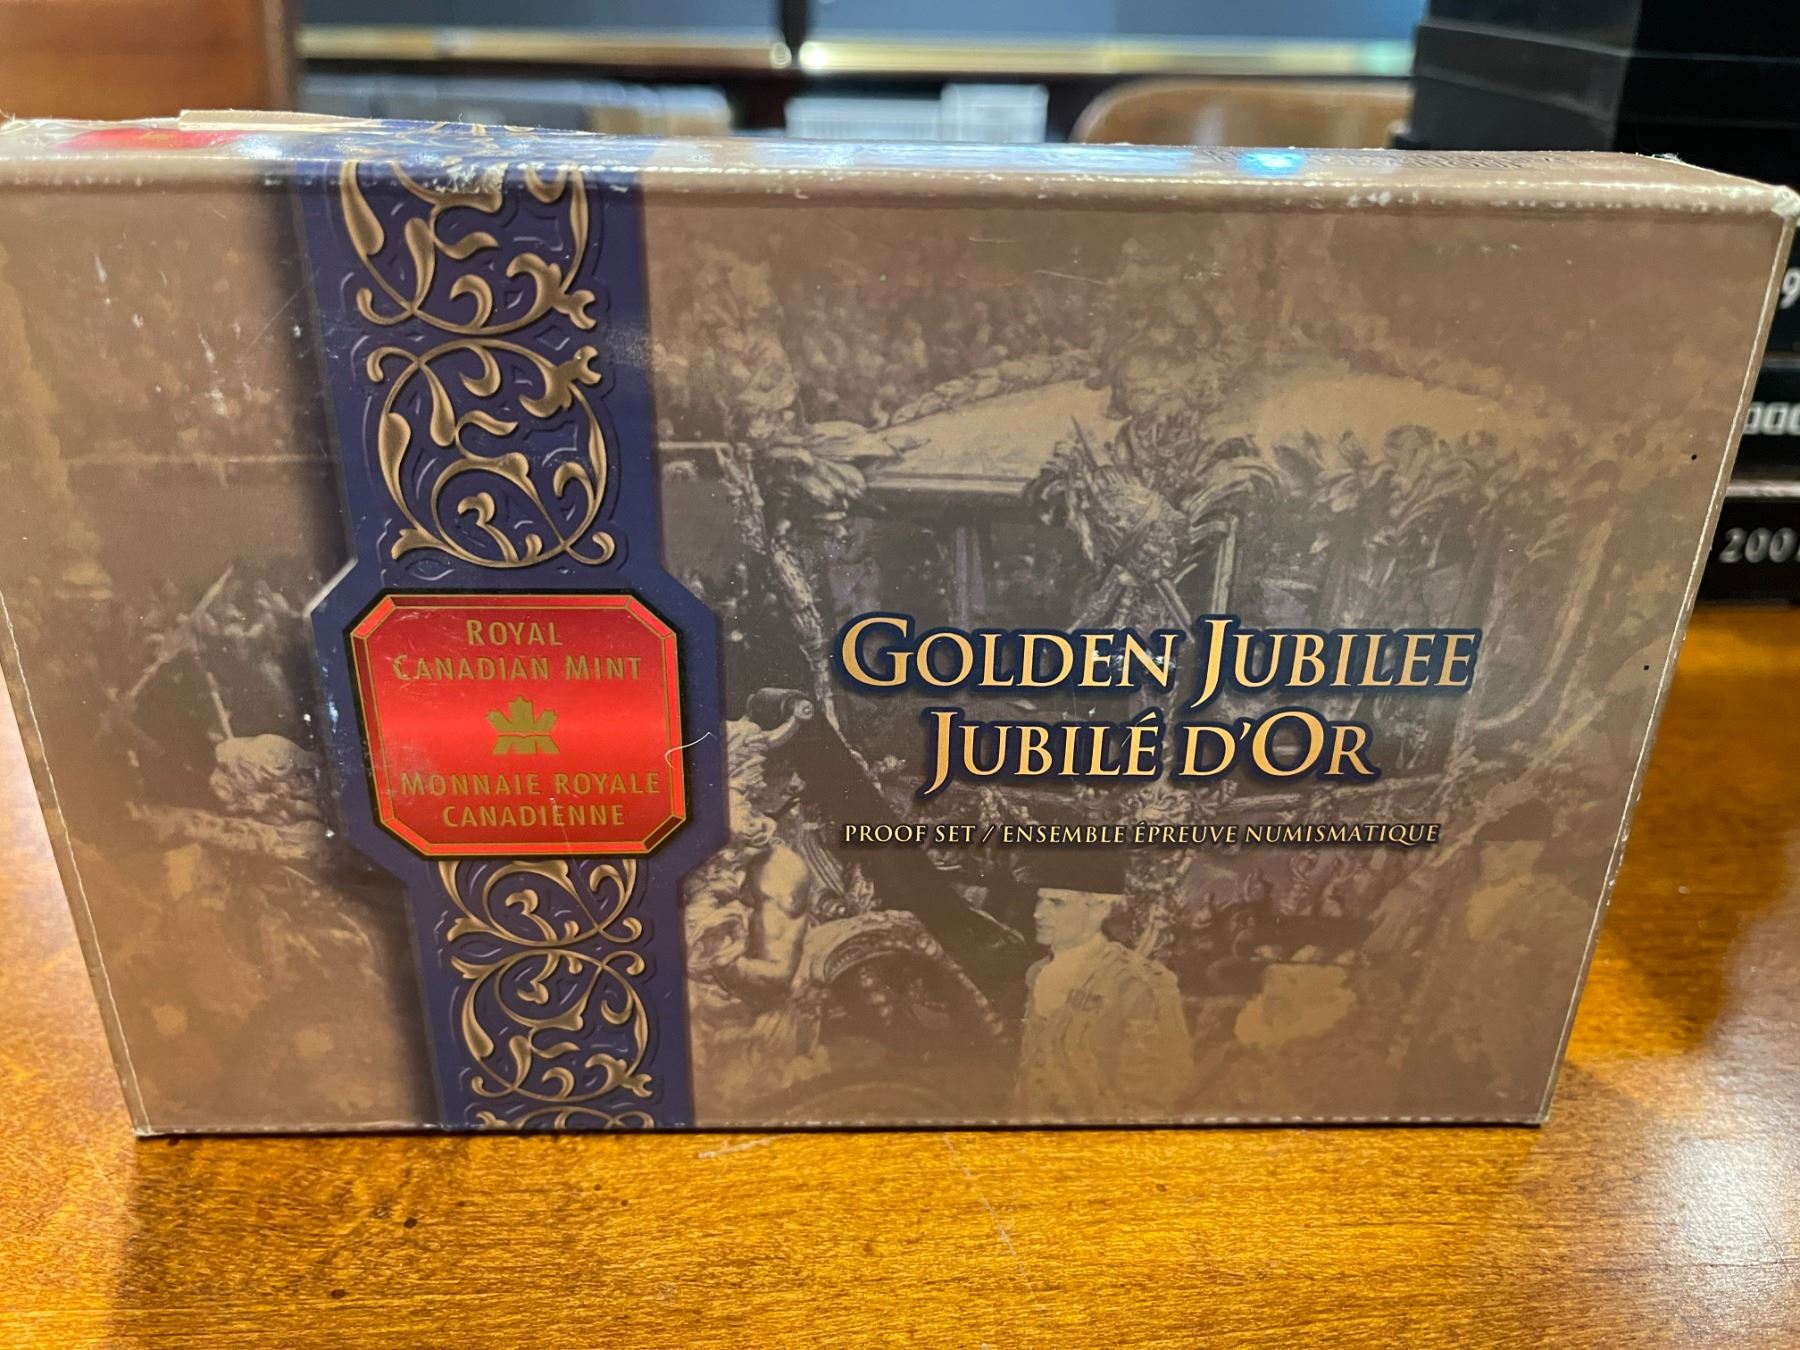 ROYAL
CANADIAN MINT
MONNAIE ROYALE
CANADIENNE
GOLDEN JUBILEE
JUBILÉ D'OR
PROOF SET / ENSEMBLE ÉPREUVE NUMISMATIQUE